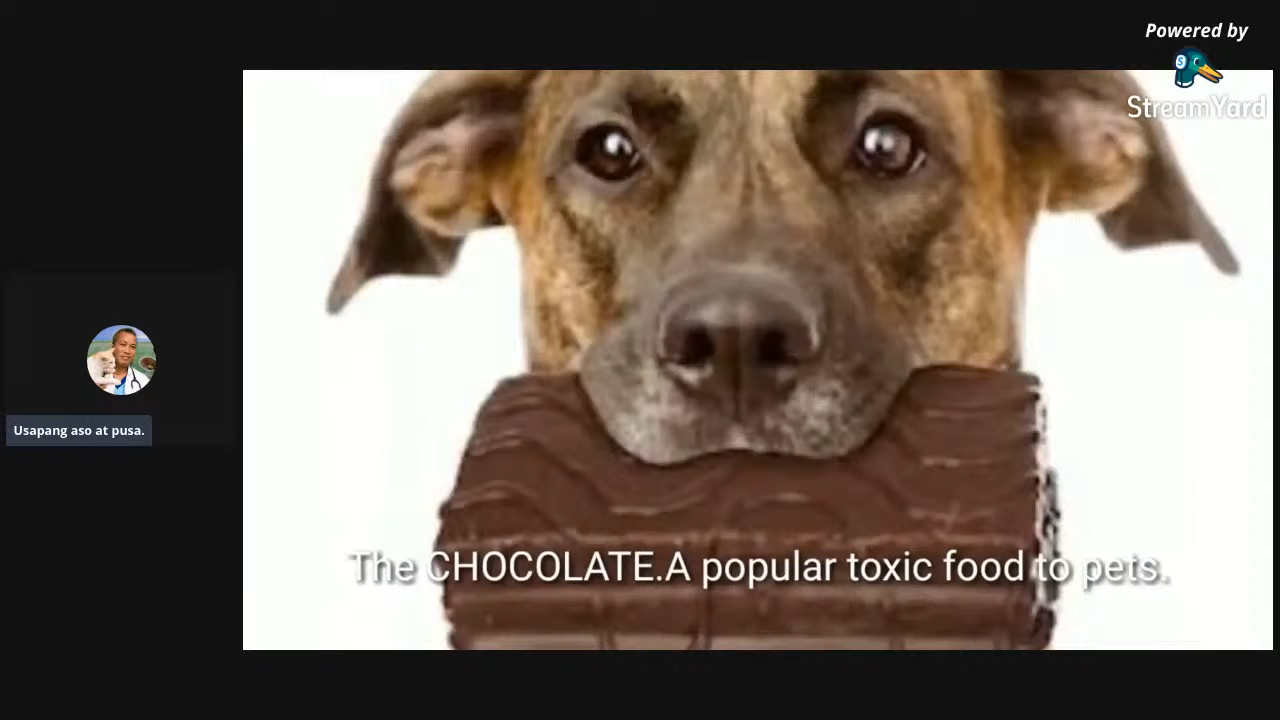 Powered by
StreamYard
Usapang aso at pusa.
The CHOCOLATE.A popular toxic food to pets.